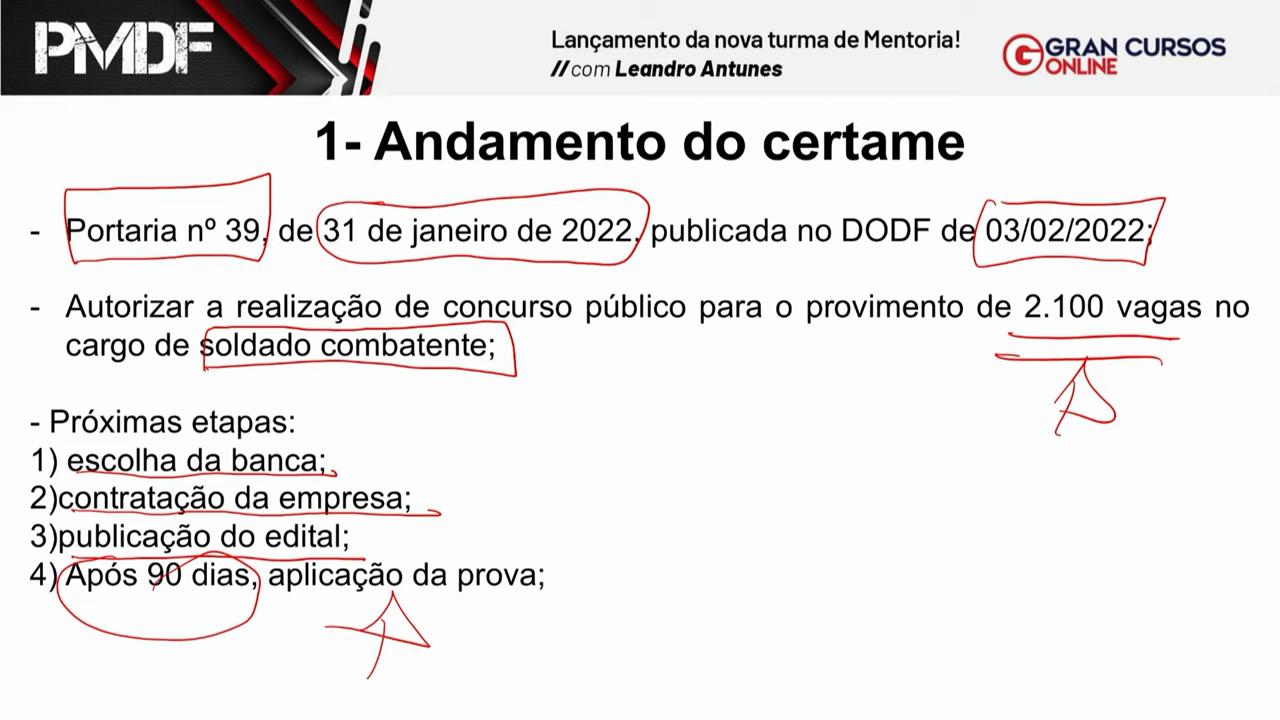 PMDF
Lançamento da nova turma de Mentoria!
// com Leandro Antunes
GRAN CURSOS
ONLINE
1- Andamento do certame
- Portaria nº 39, de 31 de janeiro de 2022, publicada no DODF de 03/02/2022;
- Autorizar a realização de concurso público para o provimento de 2.100 vagas no
cargo de soldado combatente;
- Próximas etapas:
1) escolha da banca;
2)contratação da empresa;
3)publicação do edital;
4) Após 90 dias, aplicação da prova;